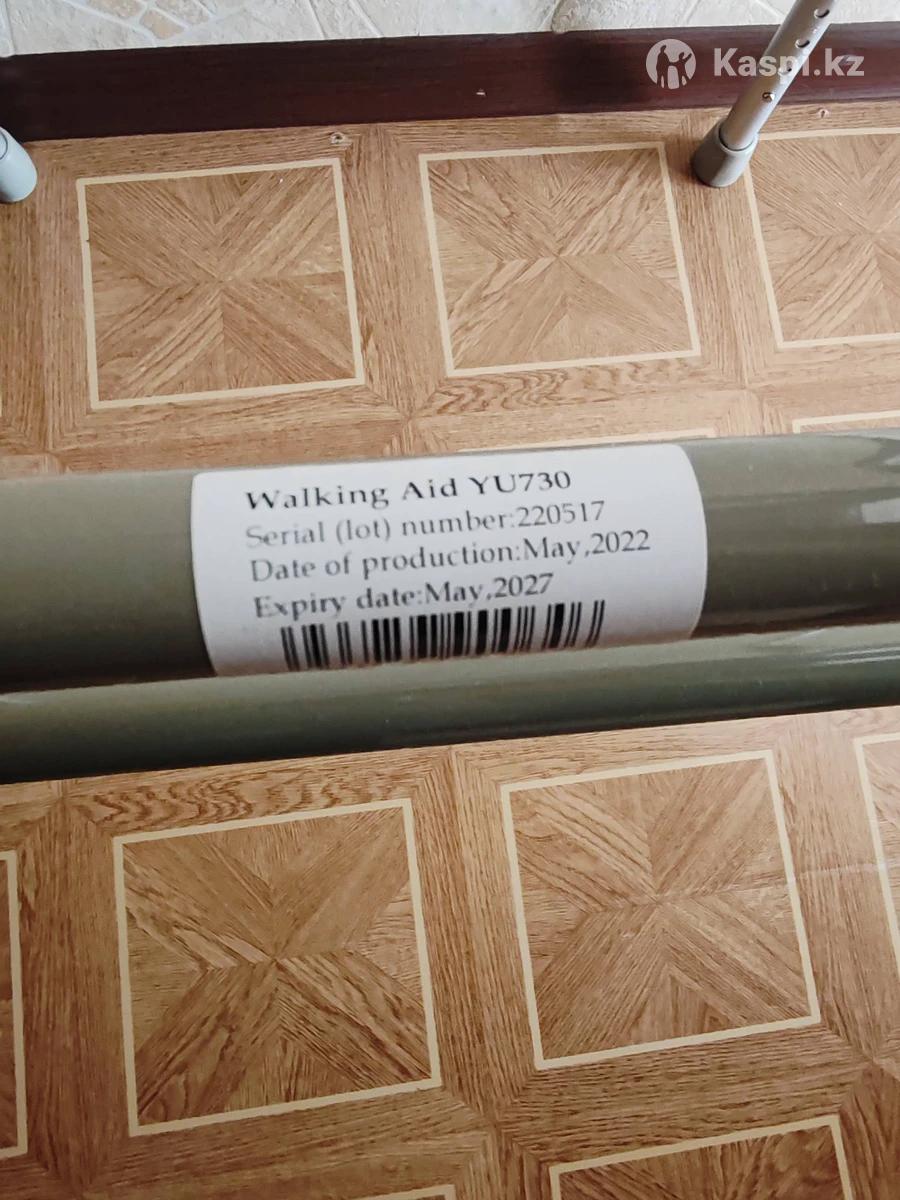 Kaspi.kz
Walking Aid YU730
Serial (lot) number:220517
Date of production:May,2022
Expiry date:May,2027